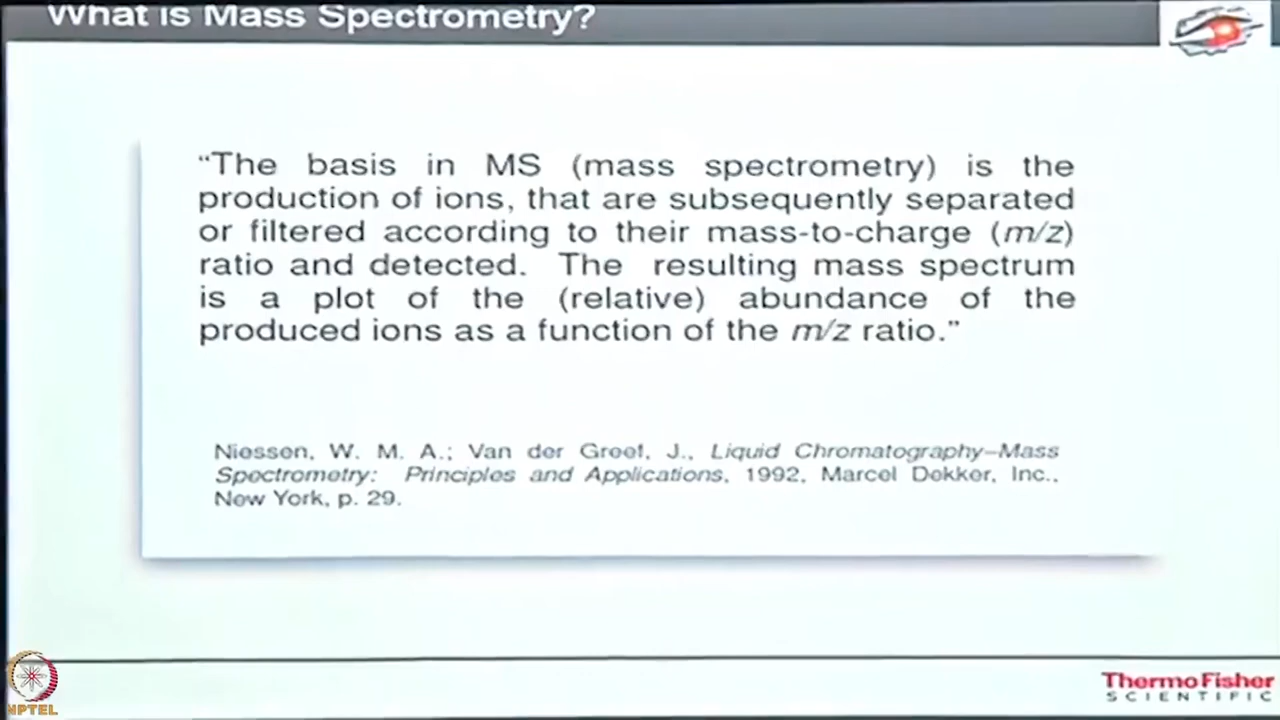 What is Mass Spectrometry?
“The basis in MS (mass spectrometry) is the
production of ions, that are subsequently separated
or filtered according to their mass-to-charge (m/z)
ratio and detected. The resulting mass spectrum
is a plot of the (relative) abundance of the
produced ions as a function of the m/z ratio.”
Niessen, W. M. A.; Van der Greef, J., Liquid Chromatography–Mass
Spectrometry: Principles and Applications, 1992, Marcel Dekker, Inc.,
New York, p. 29.
NPTEL
ThermoFisher
SCIENTIFIC